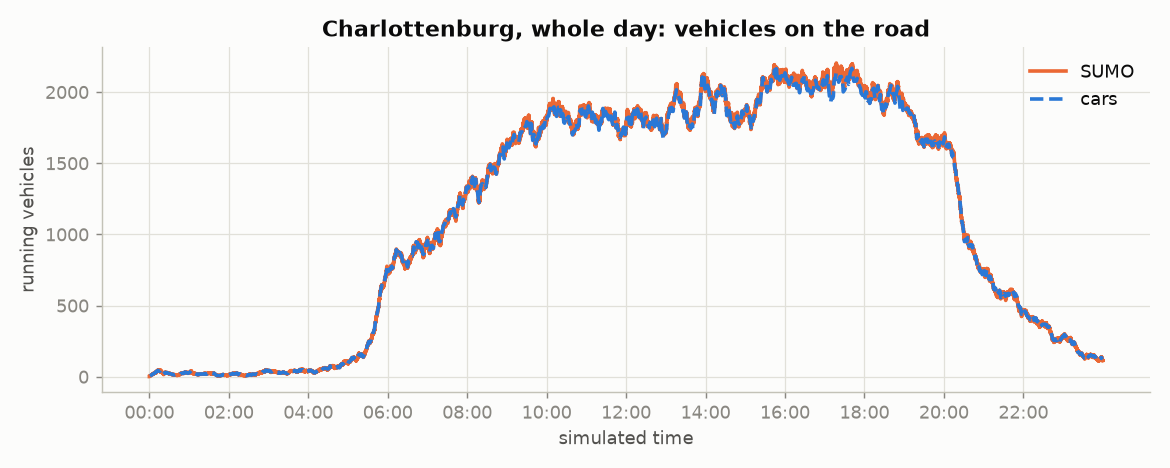 Charlottenburg, whole day: vehicles on the road
SUMO
cars
running vehicles
2000
1500
1000
500
0
00:00 02:00 04:00 06:00 08:00 10:00 12:00 14:00 16:00 18:00 20:00 22:00
simulated time